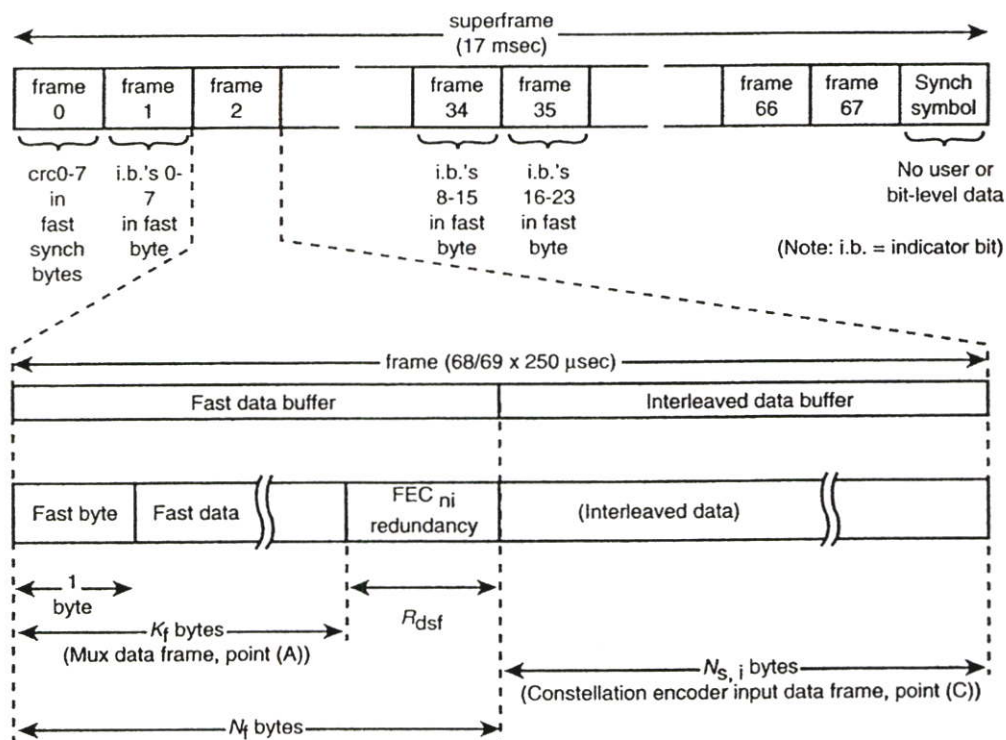 superframe
(17 msec)
frame 0
frame 1
frame 2
frame 34
frame 35
frame 66
frame 67
Synch symbol
crc0-7
in
fast
synch
bytes
i.b.'s 0-
7
in fast
byte
i.b.'s
8-15
in fast
byte
i.b.'s
16-23
in fast
byte
No user or
bit-level data
(Note: i.b. = indicator bit)
frame (68/69 x 250 μsec)
Fast data buffer
Interleaved data buffer
Fast byte
Fast data
FEC ni
redundancy
(Interleaved data)
1
byte
Rdsf
Kf bytes
(Mux data frame, point (A))
Ns, i bytes
(Constellation encoder input data frame, point (C))
Nf bytes